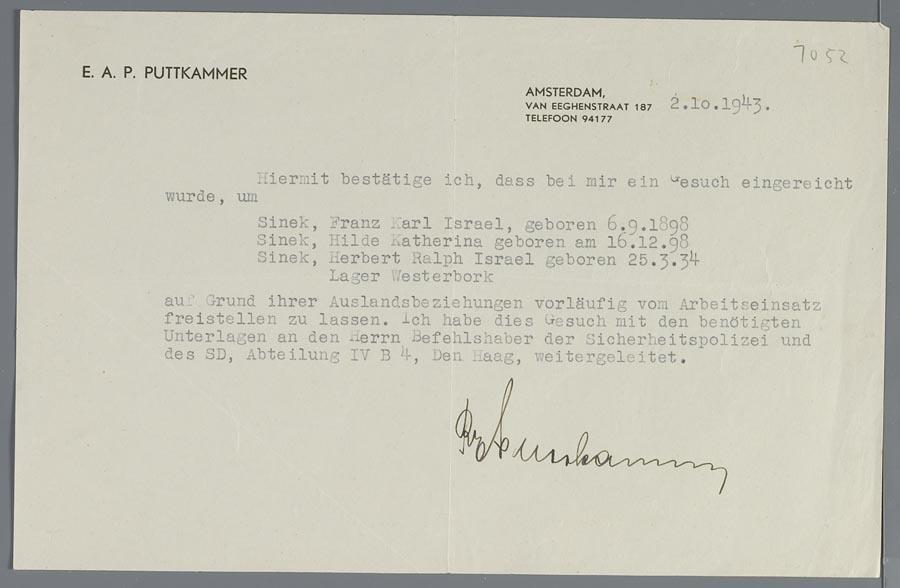 7052
E. A. P. PUTTKAMMER
AMSTERDAM,
VAN EEGHENSTRAAT 187 2.10.1943.
TELEFOON 94177
Hiermit bestätige ich, dass bei mir ein Gesuch eingereicht
wurde, um
Sinek, Franz Karl Israel, geboren 6.9.1898
Sinek, Hilde Katherina geboren am 16.12.98
Sinek, Herbert Ralph Israel geboren 25.3.34
Lager Westerbork
auf Grund ihrer Auslandsbeziehungen vorläufig vom Arbeitseinsatz
freistellen zu lassen. Ich habe dies Gesuch mit den benötigten
Unterlagen an den Herrn Befehlshaber der Sicherheitspolizei und
des SD, Abteilung IV B 4, Den Haag, weitergeleitet.